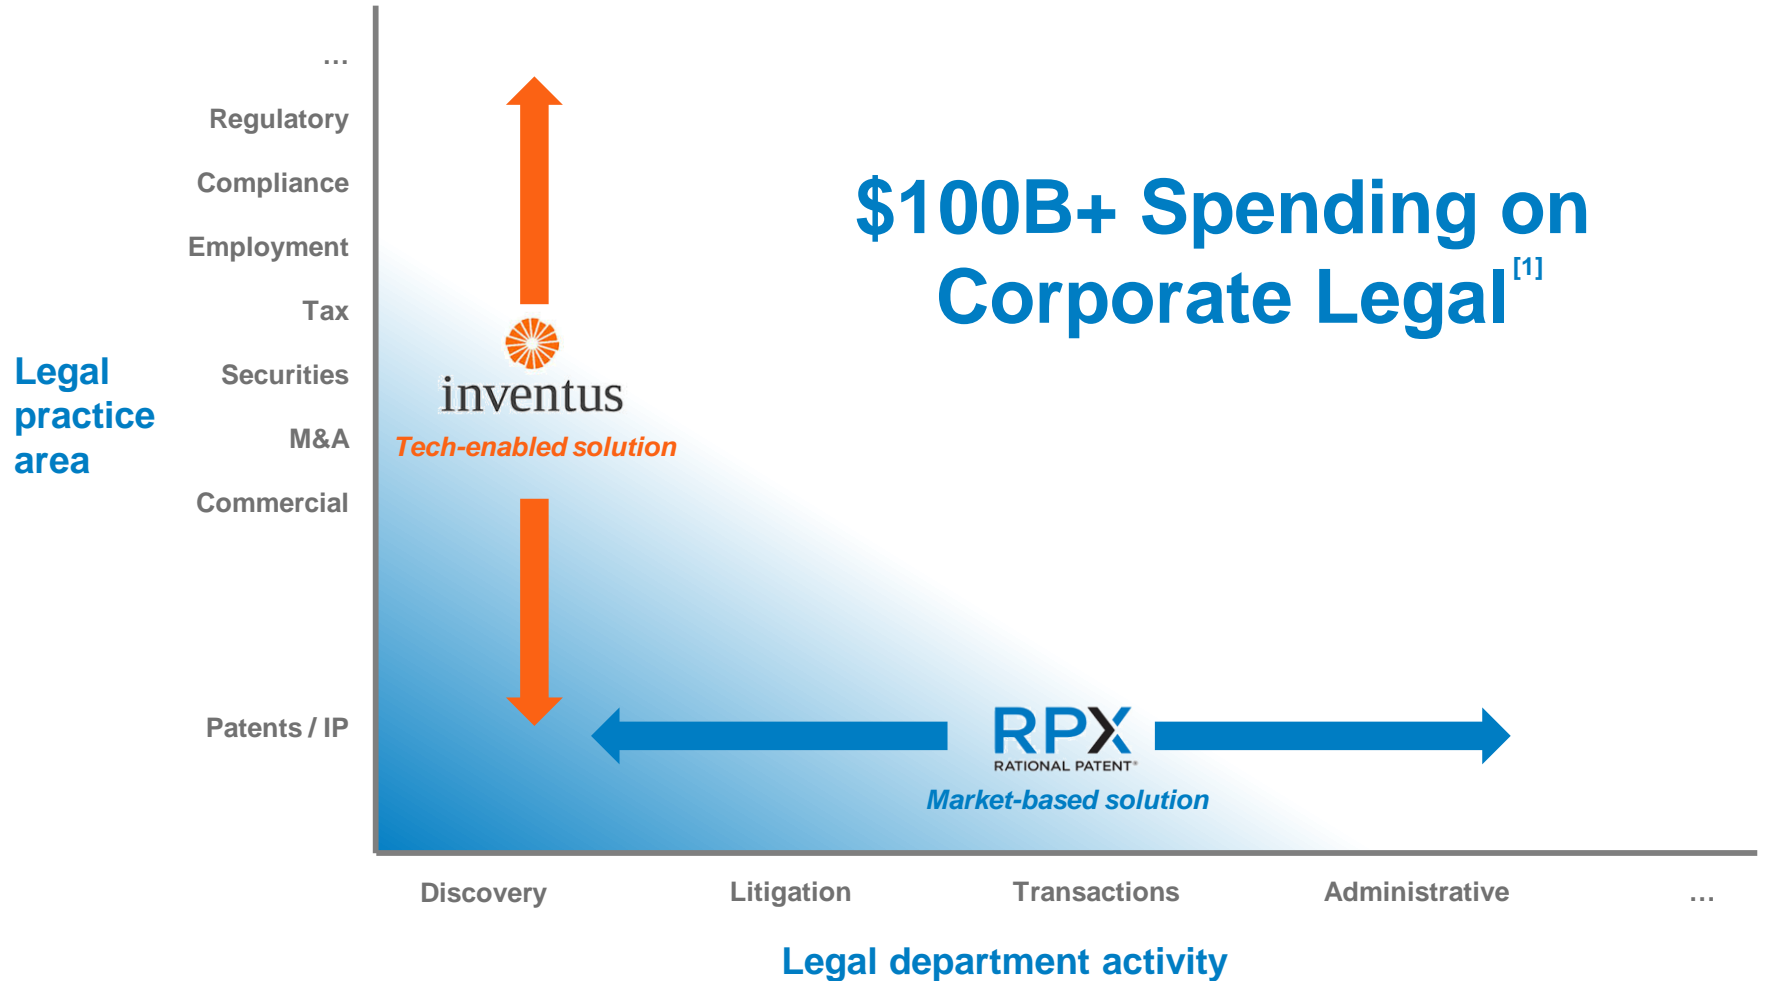 …
Regulatory
Compliance
Employment
Tax
Securities
M&A
Commercial
Patents / IP
Legal
practice
area
$100B+ Spending on
Corporate Legal[1]
inventus
Tech-enabled solution
RPX
RATIONAL PATENT®
Market-based solution
Discovery
Litigation
Transactions
Administrative
…
Legal department activity